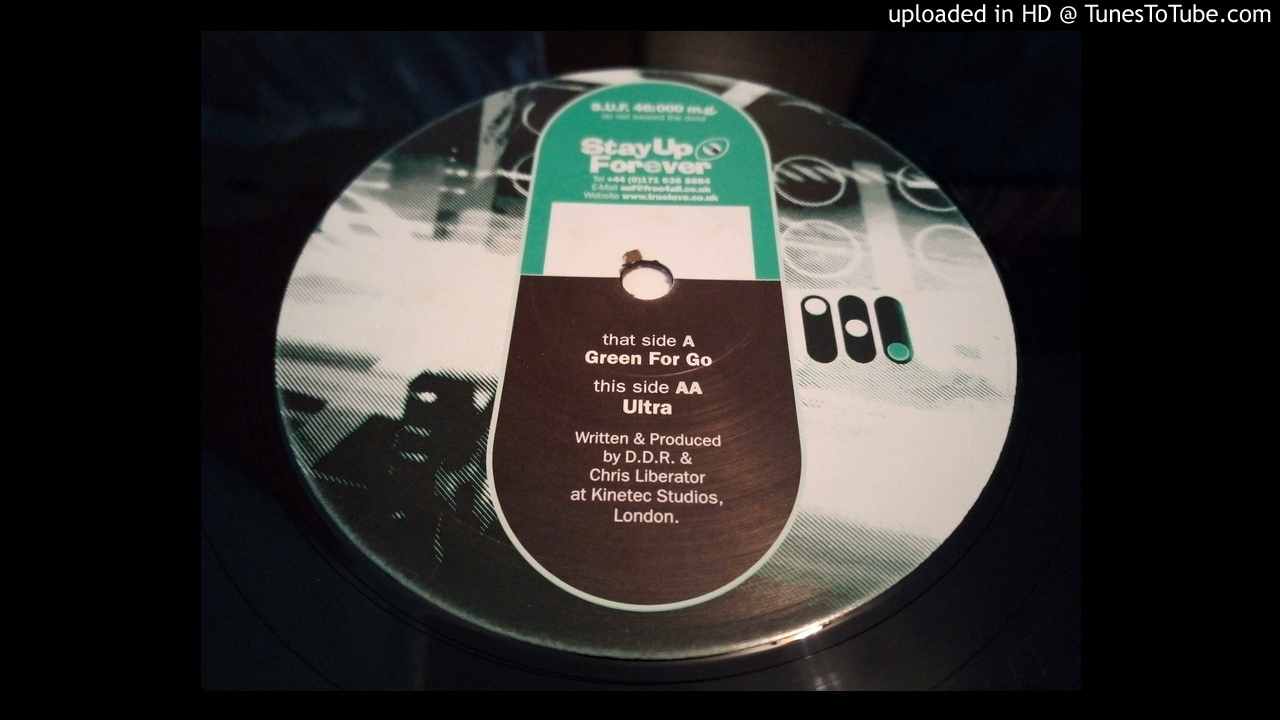 uploaded in HD @ TunesToTube.com
S.U.F. 46:000 m.g.
do not exceed the dose
StayUp
Forever
Tel +44 (0)171 636 8884
E-Mail suf@free4all.co.uk
Website www.truelove.co.uk
that side A
Green For Go
this side AA
Ultra
Written & Produced
by D.D.R. &
Chris Liberator
at Kinetec Studios,
London.